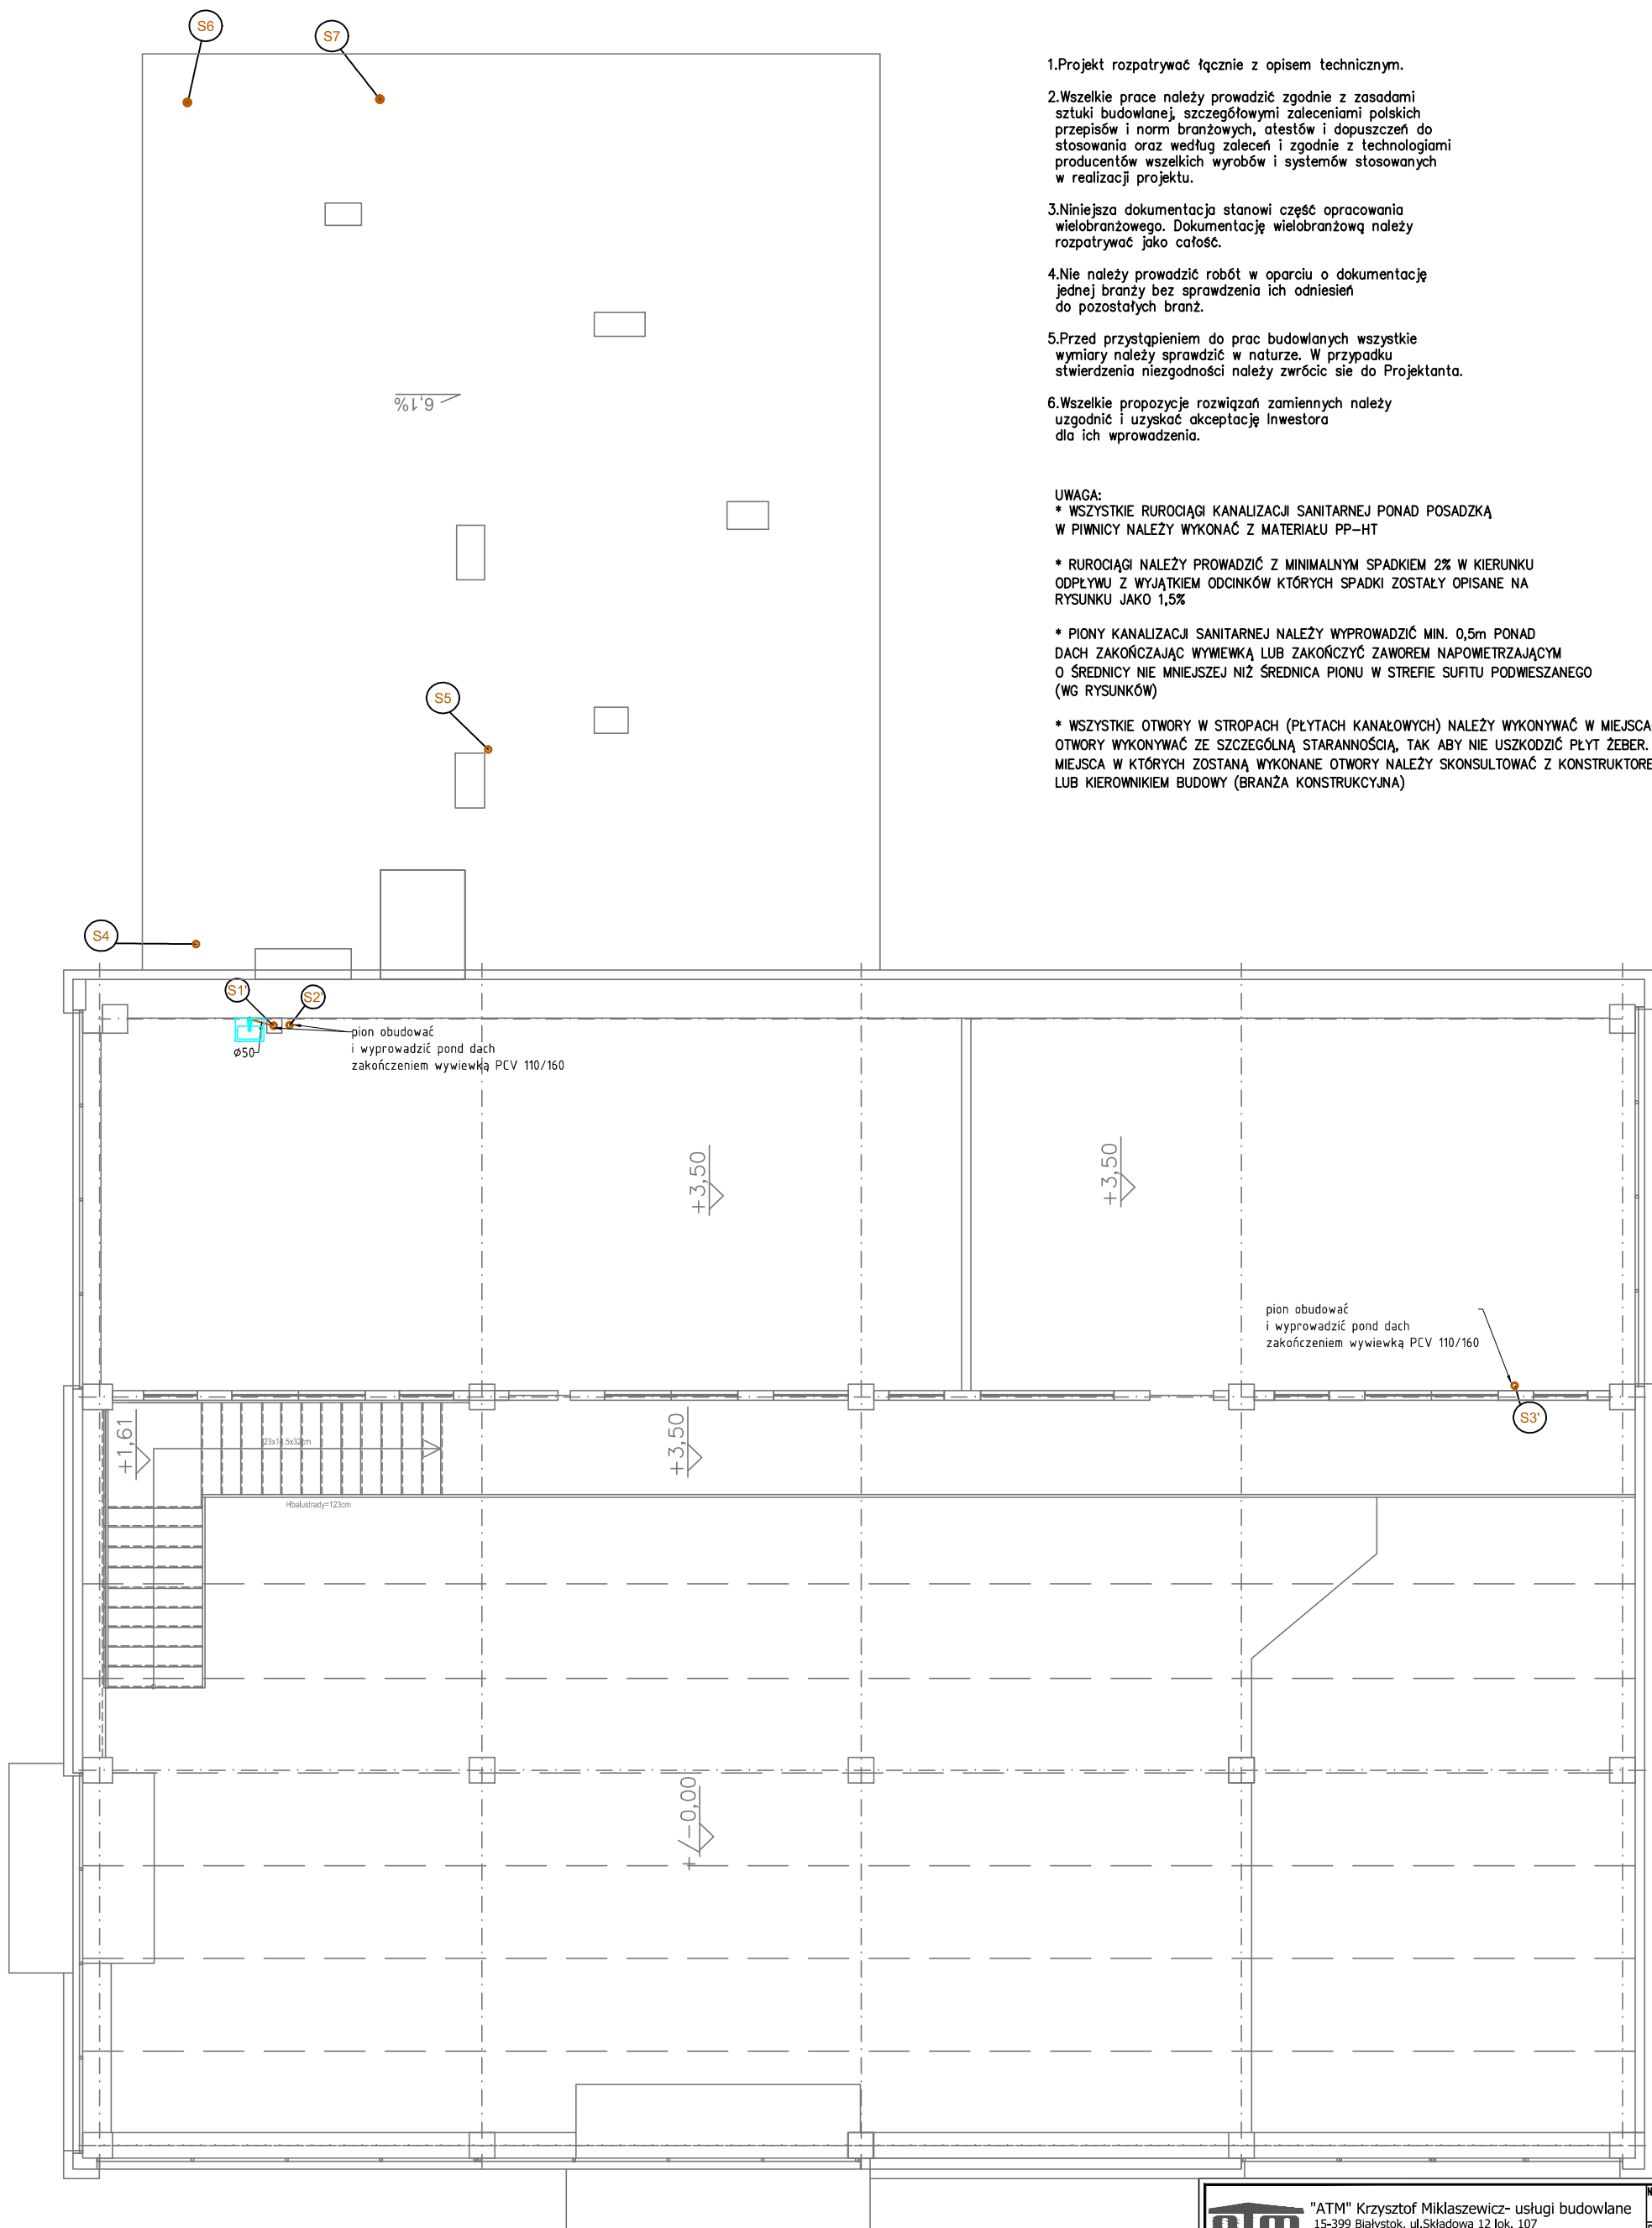 S6
S7
1.Projekt rozpatrywać łącznie z opisem technicznym.
2.Wszelkie prace należy prowadzić zgodnie z zasadami
sztuki budowlanej, szczegółowymi zaleceniami polskich
przepisów i norm branżowych, atestów i dopuszczeń do
stosowania oraz według zaleceń i zgodnie z technologiami
producentów wszelkich wyrobów i systemów stosowanych
w realizacji projektu.
3.Niniejsza dokumentacja stanowi część opracowania
wielobranżowego. Dokumentację wielobranżową należy
rozpatrywać jako całość.
4.Nie należy prowadzić robót w oparciu o dokumentację
jednej branży bez sprawdzenia ich odniesień
do pozostałych branż.
5.Przed przystąpieniem do prac budowlanych wszystkie
wymiary należy sprawdzić w naturze. W przypadku
stwierdzenia niezgodności należy zwrócic sie do Projektanta.
6.Wszelkie propozycje rozwiązań zamiennych należy
uzgodnić i uzyskać akceptację Inwestora
dla ich wprowadzenia.
6,1%
UWAGA:
* WSZYSTKIE RUROCIĄGI KANALIZACJI SANITARNEJ PONAD POSADZKĄ
W PIWNICY NALEŻY WYKONAĆ Z MATERIAŁU PP-HT
* RUROCIĄGI NALEŻY PROWADZIĆ Z MINIMALNYM SPADKIEM 2% W KIERUNKU
ODPŁYWU Z WYJĄTKIEM ODCINKÓW KTÓRYCH SPADKI ZOSTAŁY OPISANE NA
RYSUNKU JAKO 1,5%
* PIONY KANALIZACJI SANITARNEJ NALEŻY WYPROWADZIĆ MIN. 0,5m PONAD
DACH ZAKOŃCZAJĄC WYWIEWKĄ LUB ZAKOŃCZYĆ ZAWOREM NAPOWIETRZAJĄCYM
O ŚREDNICY NIE MNIEJSZEJ NIŻ ŚREDNICA PIONU W STREFIE SUFITU PODWIESZANEGO
(WG RYSUNKÓW)
* WSZYSTKIE OTWORY W STROPACH (PŁYTACH KANAŁOWYCH) NALEŻY WYKONYWAĆ W MIEJSCA
OTWORY WYKONYWAĆ ZE SZCZEGÓLNĄ STARANNOŚCIĄ, TAK ABY NIE USZKODZIĆ PŁYT ŻEBER.
MIEJSCA W KTÓRYCH ZOSTANĄ WYKONANE OTWORY NALEŻY SKONSULTOWAĆ Z KONSTRUKTORE
LUB KIEROWNIKIEM BUDOWY (BRANŻA KONSTRUKCYJNA)
S5
S4
S1'
S2'
pion obudować
i wyprowadzić pond dach
zakończeniem wywiewką PCV 110/160
ø50
+3,50
+3,50
pion obudować
i wyprowadzić pond dach
zakończeniem wywiewką PCV 110/160
S3'
+1,61
+3,50
Hbalustrady=123cm
+/-0,00
"ATM" Krzysztof Miklaszewicz- usługi budowlane
15-399 Białystok, ul.Składowa 12 lok. 107